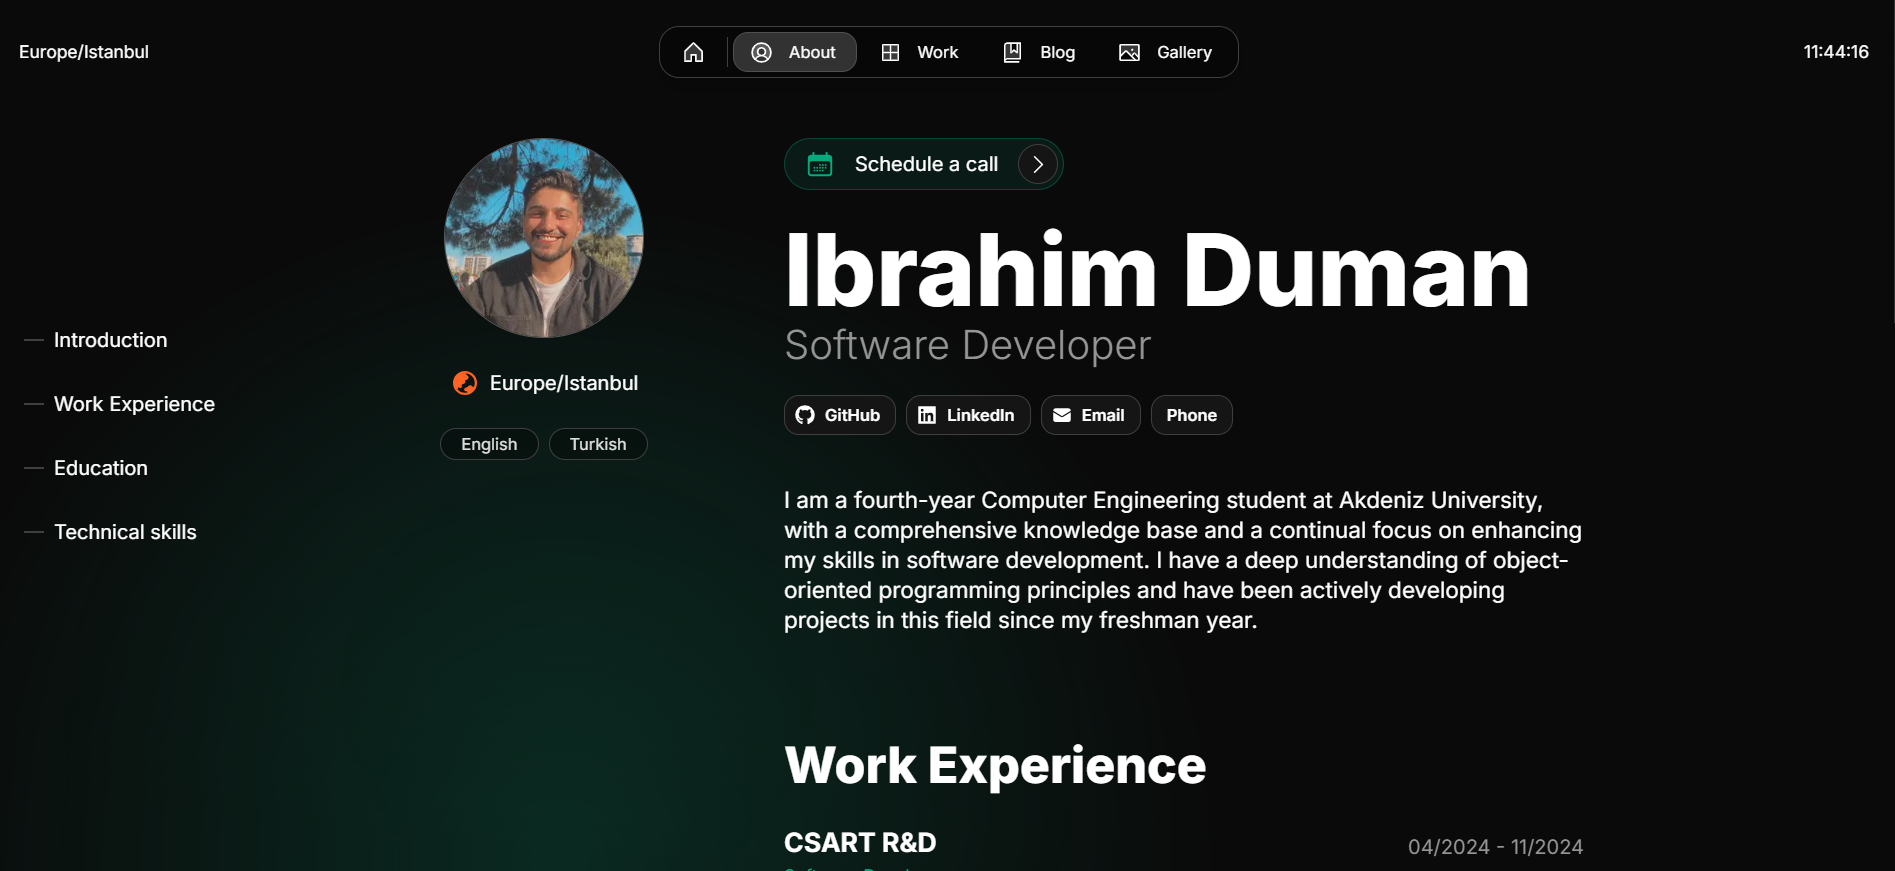 Europe/Istanbul
About
Work
Blog
Gallery
11:44:16
Introduction
Work Experience
Education
Technical skills
Europe/Istanbul
English
Turkish
Schedule a call
Ibrahim Duman
Software Developer
GitHub
LinkedIn
Email
Phone
I am a fourth-year Computer Engineering student at Akdeniz University,
with a comprehensive knowledge base and a continual focus on enhancing
my skills in software development. I have a deep understanding of object-
oriented programming principles and have been actively developing
projects in this field since my freshman year.
Work Experience
CSART R&D
04/2024 - 11/2024